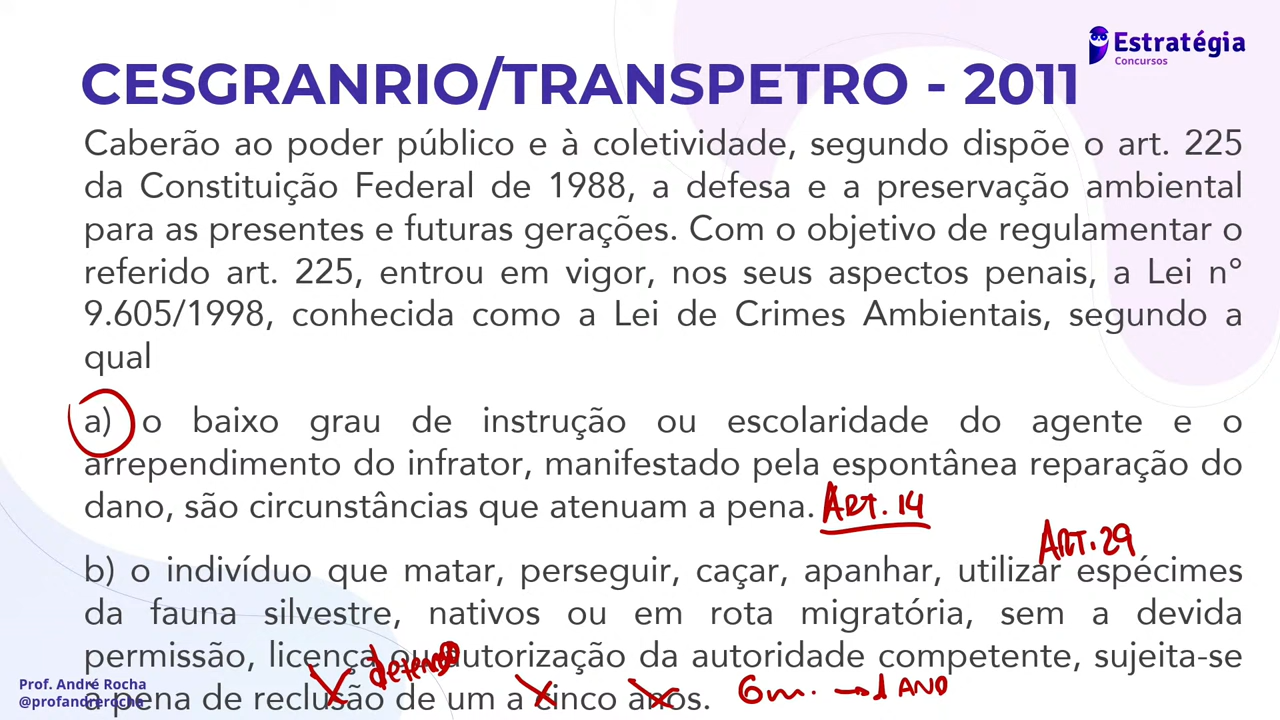 Estratégia
Concursos
CESGRANRIO/TRANSPETRO - 2011
Caberão ao poder público e à coletividade, segundo dispõe o art. 225
da Constituição Federal de 1988, a defesa e a preservação ambiental
para as presentes e futuras gerações. Com o objetivo de regulamentar o
referido art. 225, entrou em vigor, nos seus aspectos penais, a Lei n°
9.605/1998, conhecida como a Lei de Crimes Ambientais, segundo a
qual
a) o baixo grau de instrução ou escolaridade do agente e o
arrependimento do infrator, manifestado pela espontânea reparação do
dano, são circunstâncias que atenuam a pena. ART. 14
ART. 29
b) o indivíduo que matar, perseguir, caçar, apanhar, utilizar espécimes
da fauna silvestre, nativos ou em rota migratória, sem a devida
permissão, licença ou autorização da autoridade competente, sujeita-se
detenção
à pena de reclusão de um a cinco anos. 6m. → 1 ANO
Prof. André Rocha
@profandrerocha